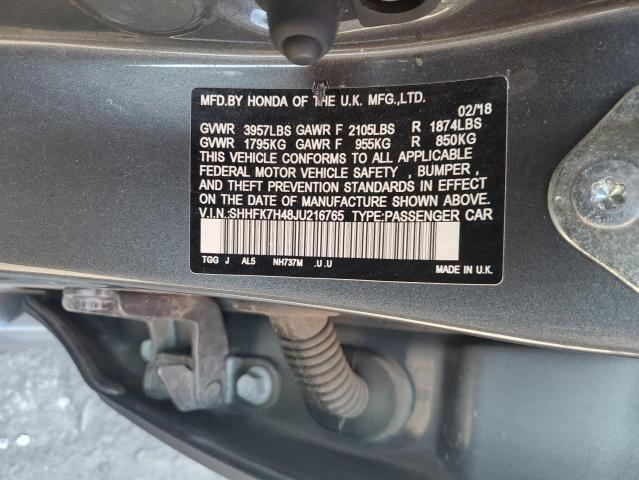 MFD.BY HONDA OF THE U.K. MFG.,LTD.
02/18
GVWR 3957LBS GAWR F 2105LBS R 1874LBS
GVWR 1795KG GAWR F 955KG R 850KG
THIS VEHICLE CONFORMS TO ALL APPLICABLE
FEDERAL MOTOR VEHICLE SAFETY , BUMPER ,
AND THEFT PREVENTION STANDARDS IN EFFECT
ON THE DATE OF MANUFACTURE SHOWN ABOVE.
V.I.N.:SHHFK7H48JU216765 TYPE:PASSENGER CAR
TGG J AL5 NH737M .U .U
MADE IN U.K.